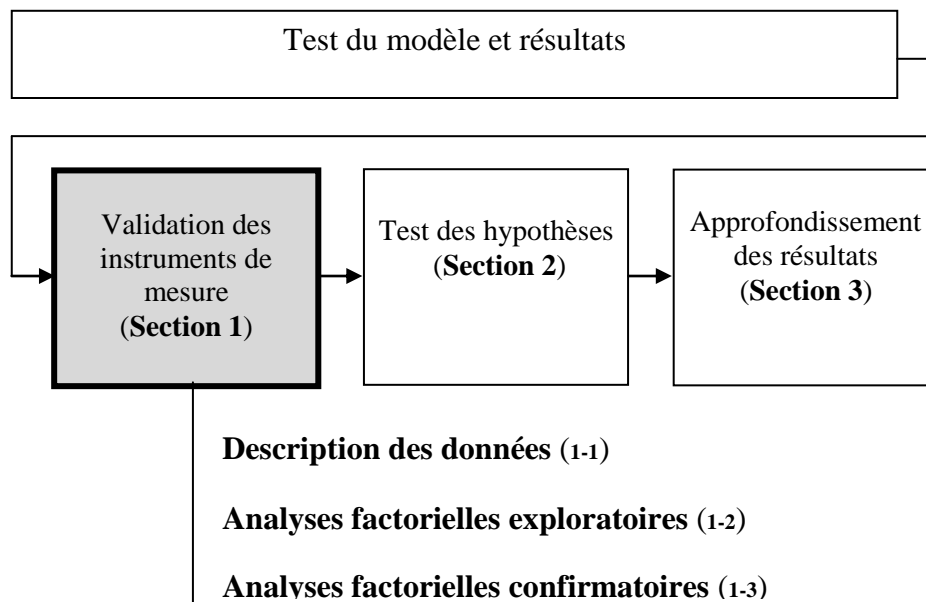 Test du modèle et résultats
Validation des
instruments de
mesure
(Section 1)
Test des hypothèses
(Section 2)
Approfondissement
des résultats
(Section 3)
Description des données (1-1)
Analyses factorielles exploratoires (1-2)
Analyses factorielles confirmatoires (1-3)